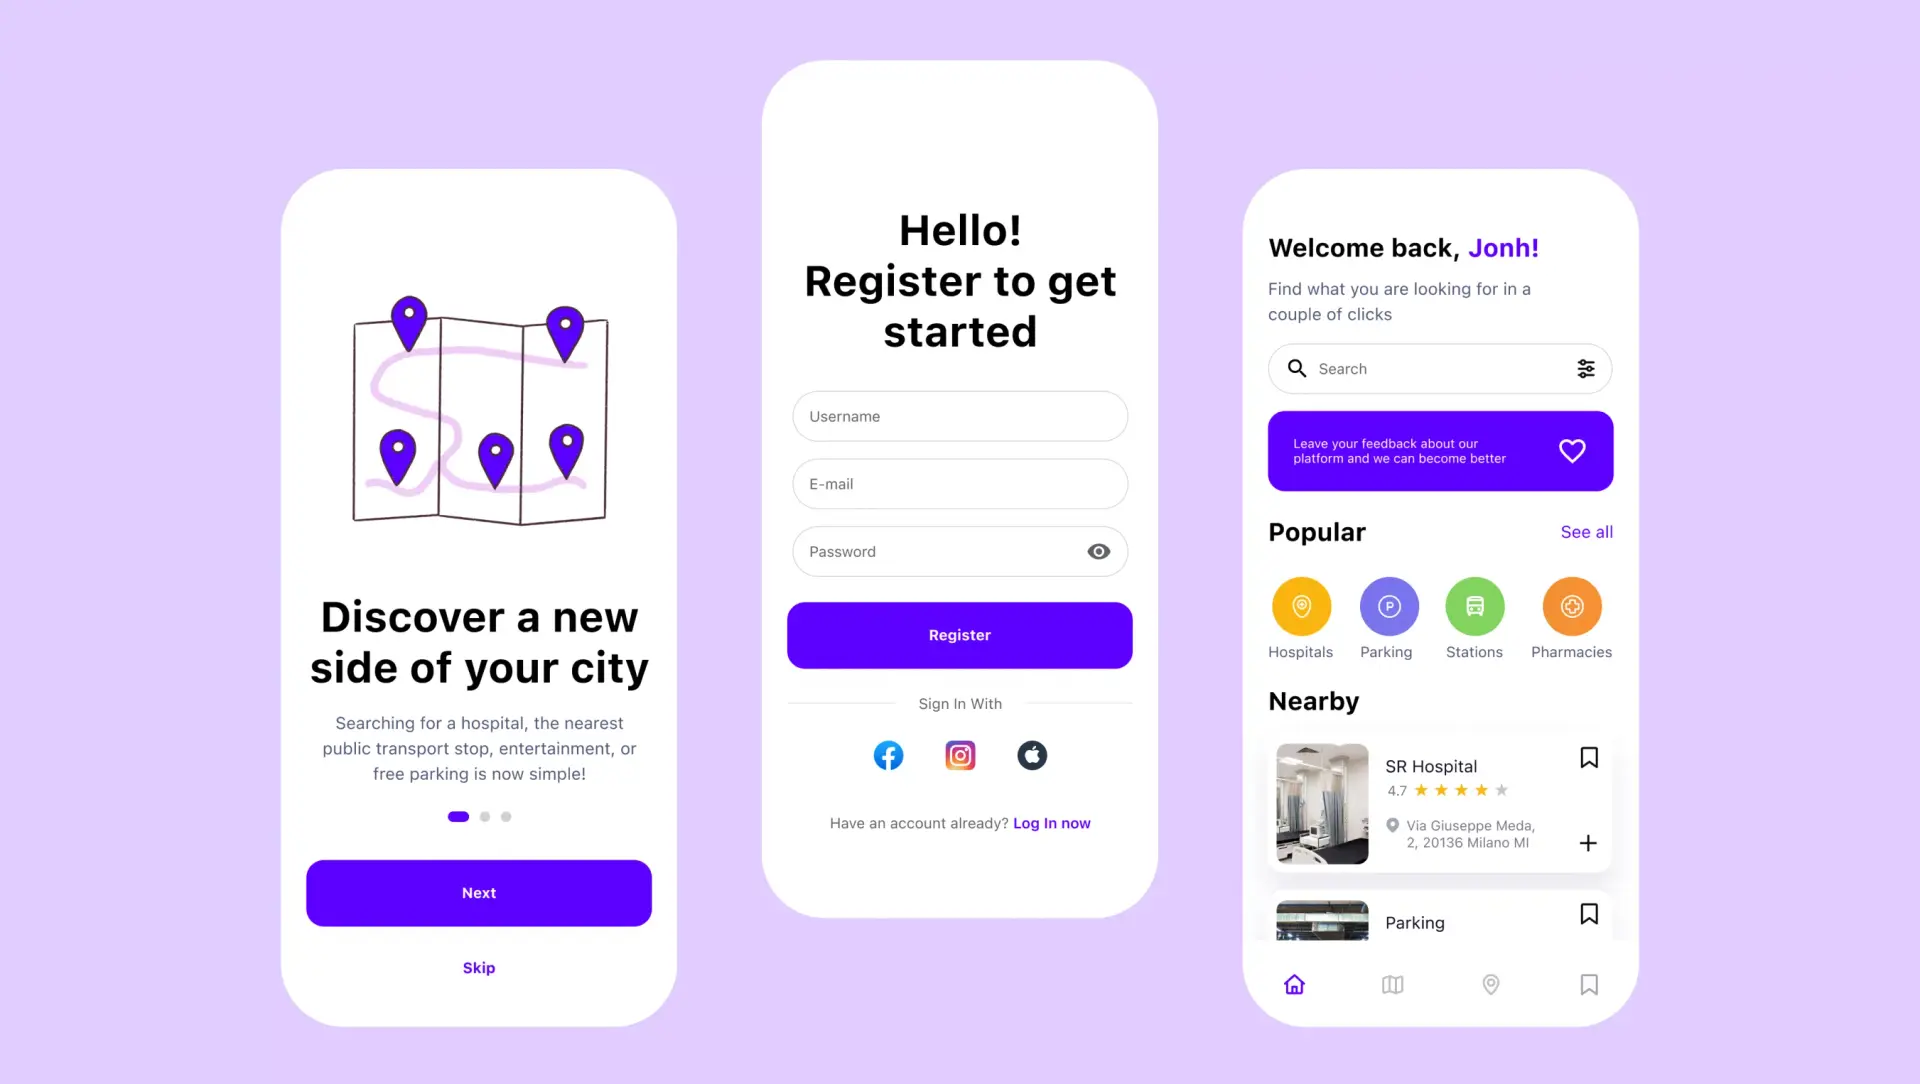 Discover a new
side of your city
Searching for a hospital, the nearest
public transport stop, entertainment, or
free parking is now simple!
Next
Skip
Hello!
Register to get
started
Username
E-mail
Password
Register
Sign In With
Have an account already? Log In now
Welcome back, Jonh!
Find what you are looking for in a
couple of clicks
Search
Leave your feedback about our
platform and we can become better
Popular
See all
P
Hospitals
Parking
Stations
Pharmacies
Nearby
SR Hospital
4.7
Via Giuseppe Meda,
2, 20136 Milano MI
Parking